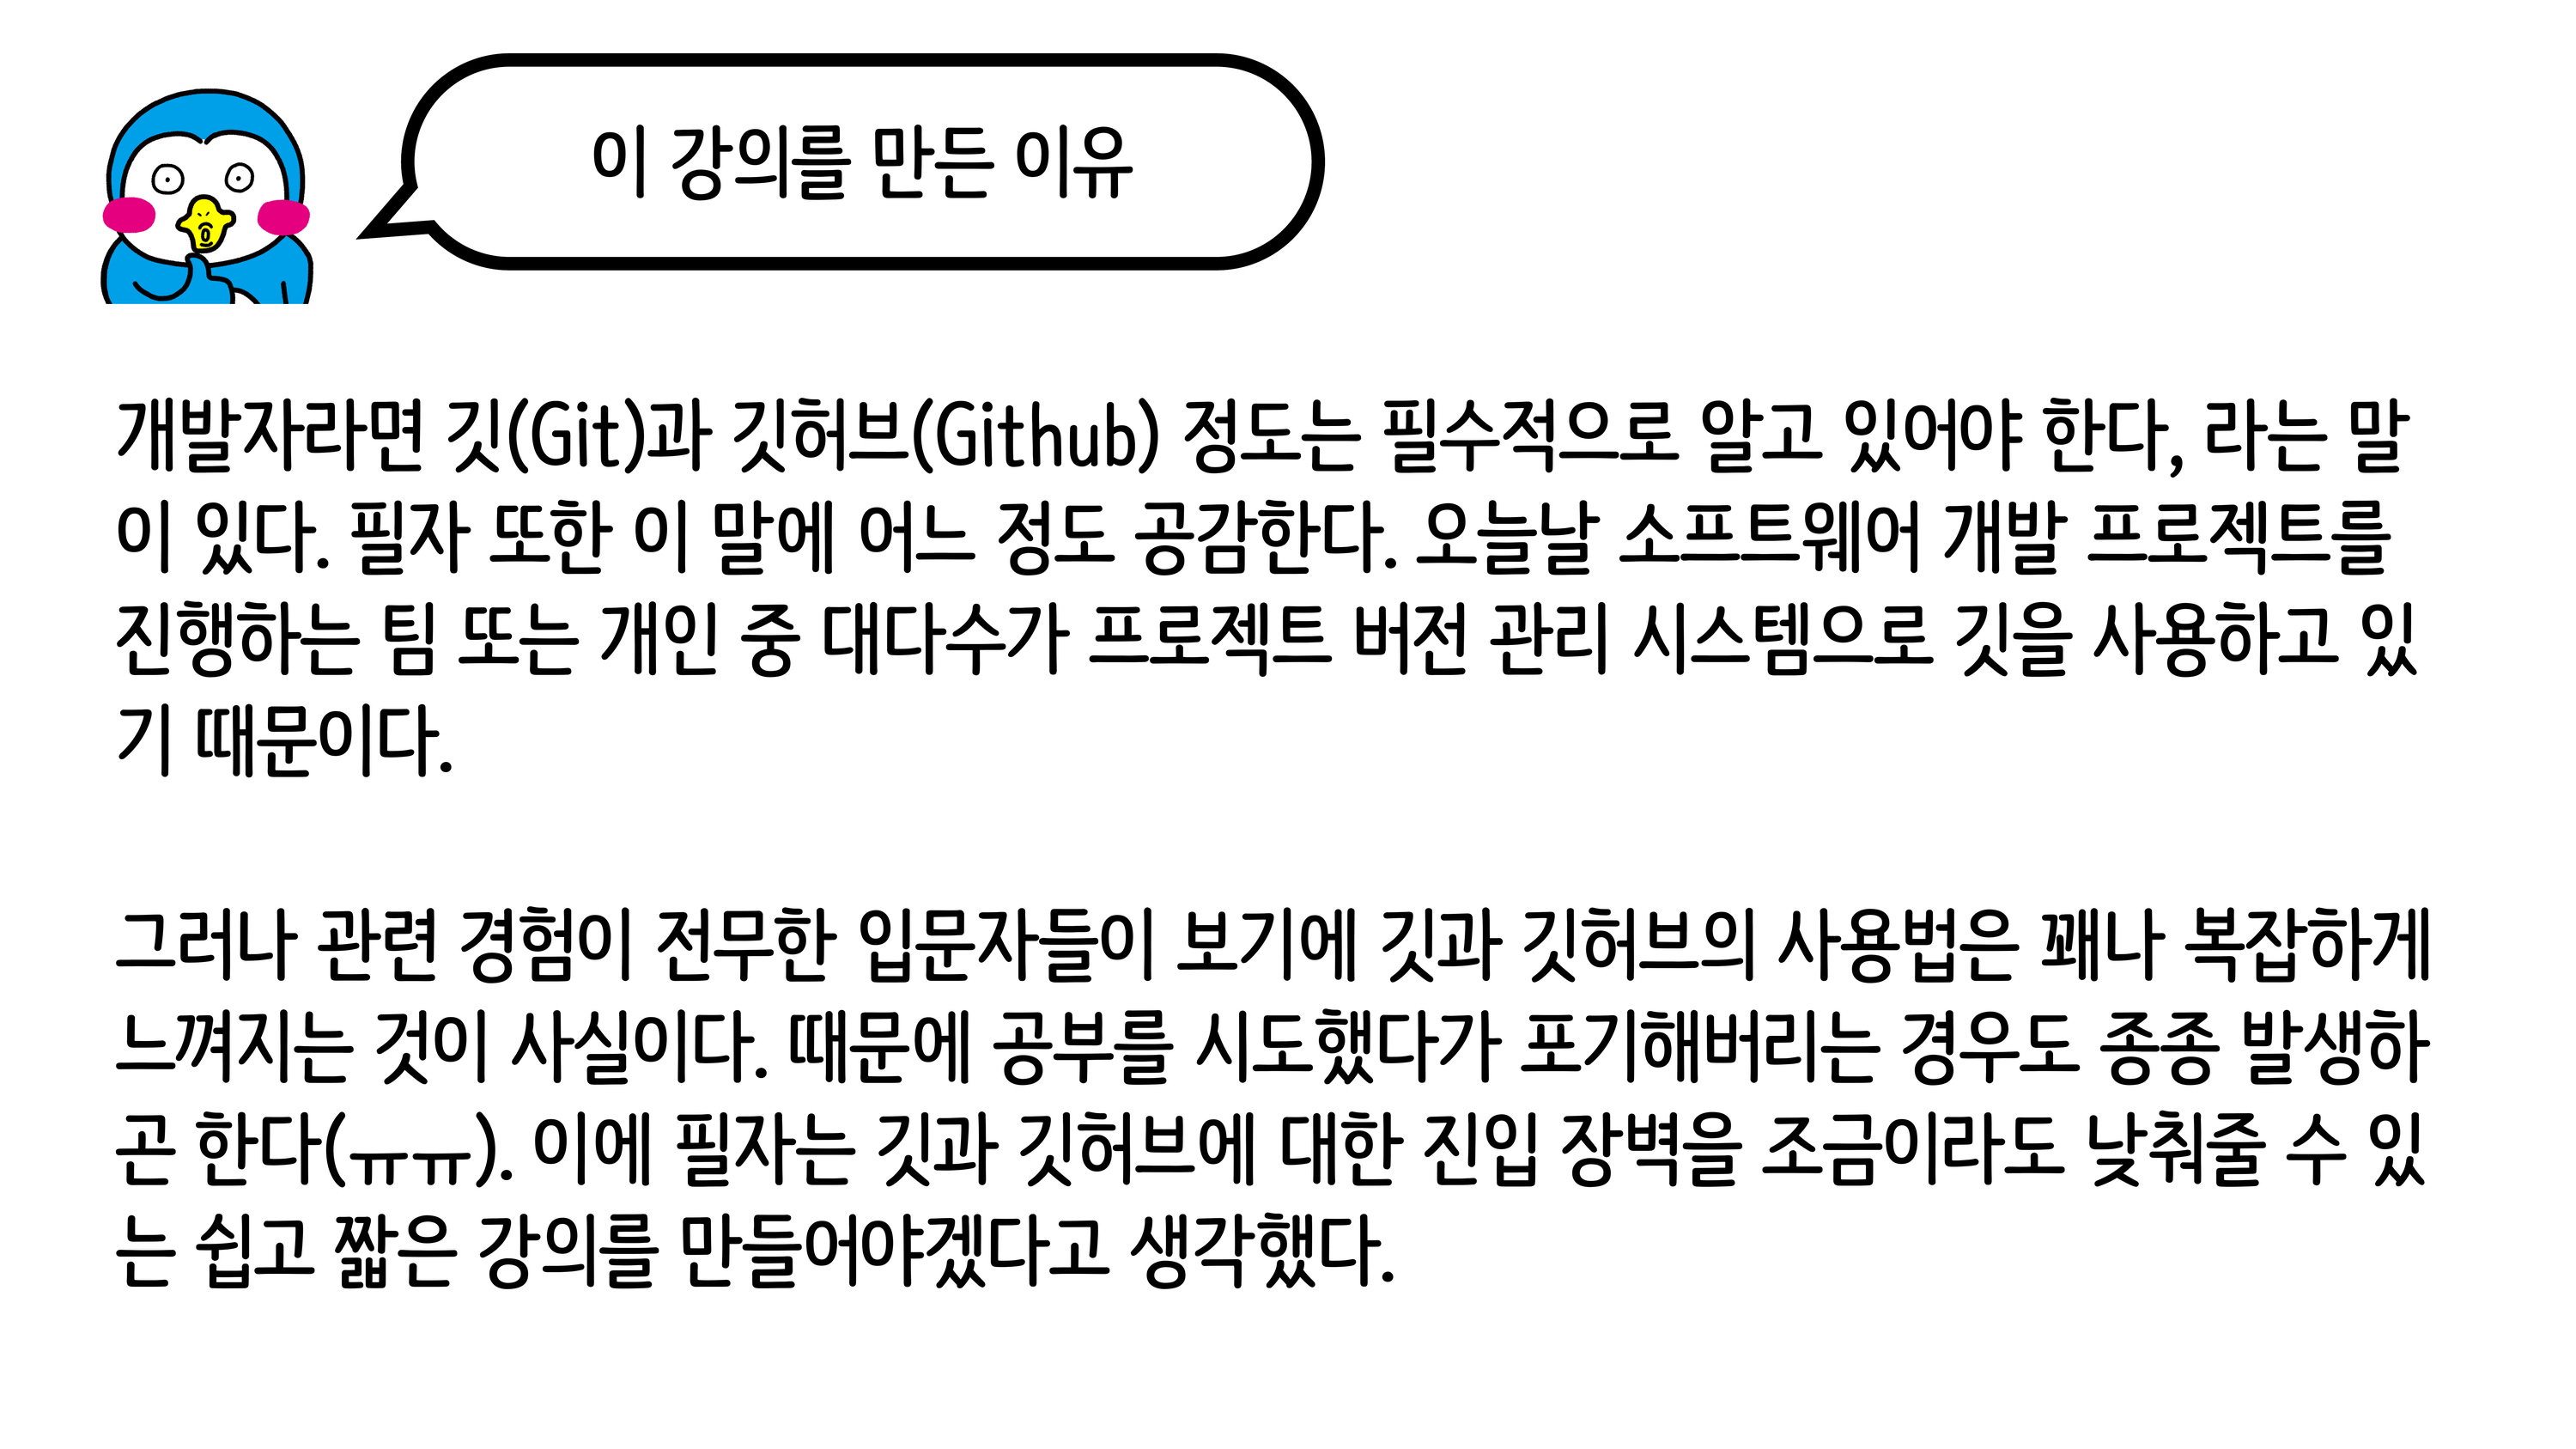 이 강의를 만든 이유
개발자라면 깃(Git)과 깃허브(Github) 정도는 필수적으로 알고 있어야 한다, 라는 말
이 있다. 필자 또한 이 말에 어느 정도 공감한다. 오늘날 소프트웨어 개발 프로젝트를
진행하는 팀 또는 개인 중 대다수가 프로젝트 버전 관리 시스템으로 깃을 사용하고 있
기 때문이다.
그러나 관련 경험이 전무한 입문자들이 보기에 깃과 깃허브의 사용법은 꽤나 복잡하게
느껴지는 것이 사실이다. 때문에 공부를 시도했다가 포기해버리는 경우도 종종 발생하
곤 한다(ㅠㅠ). 이에 필자는 깃과 깃허브에 대한 진입 장벽을 조금이라도 낮춰줄 수 있
는 쉽고 짧은 강의를 만들어야겠다고 생각했다.